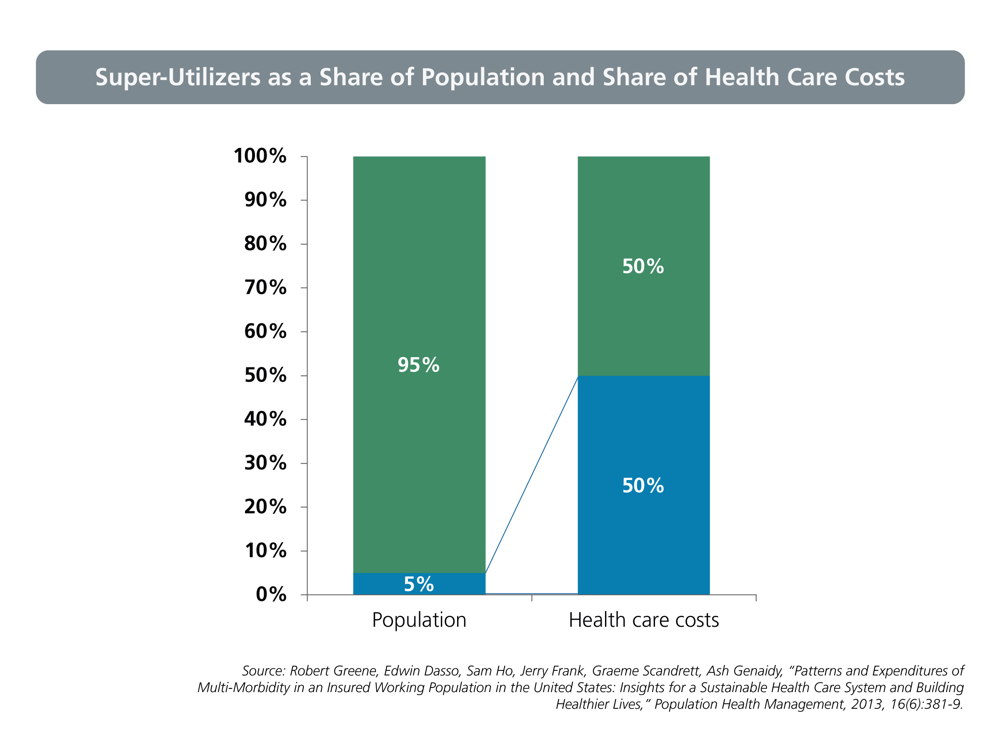 Super-Utilizers as a Share of Population and Share of Health Care Costs
100%
90%
80%
70%
60%
50%
40%
30%
20%
10%
0%
95%
5%
50%
50%
Population
Health care costs
Source: Robert Greene, Edwin Dasso, Sam Ho, Jerry Frank, Graeme Scandrett, Ash Genaidy, “Patterns and Expenditures of
Multi-Morbidity in an Insured Working Population in the United States: Insights for a Sustainable Health Care System and Building
Healthier Lives,” Population Health Management, 2013, 16(6):381-9.